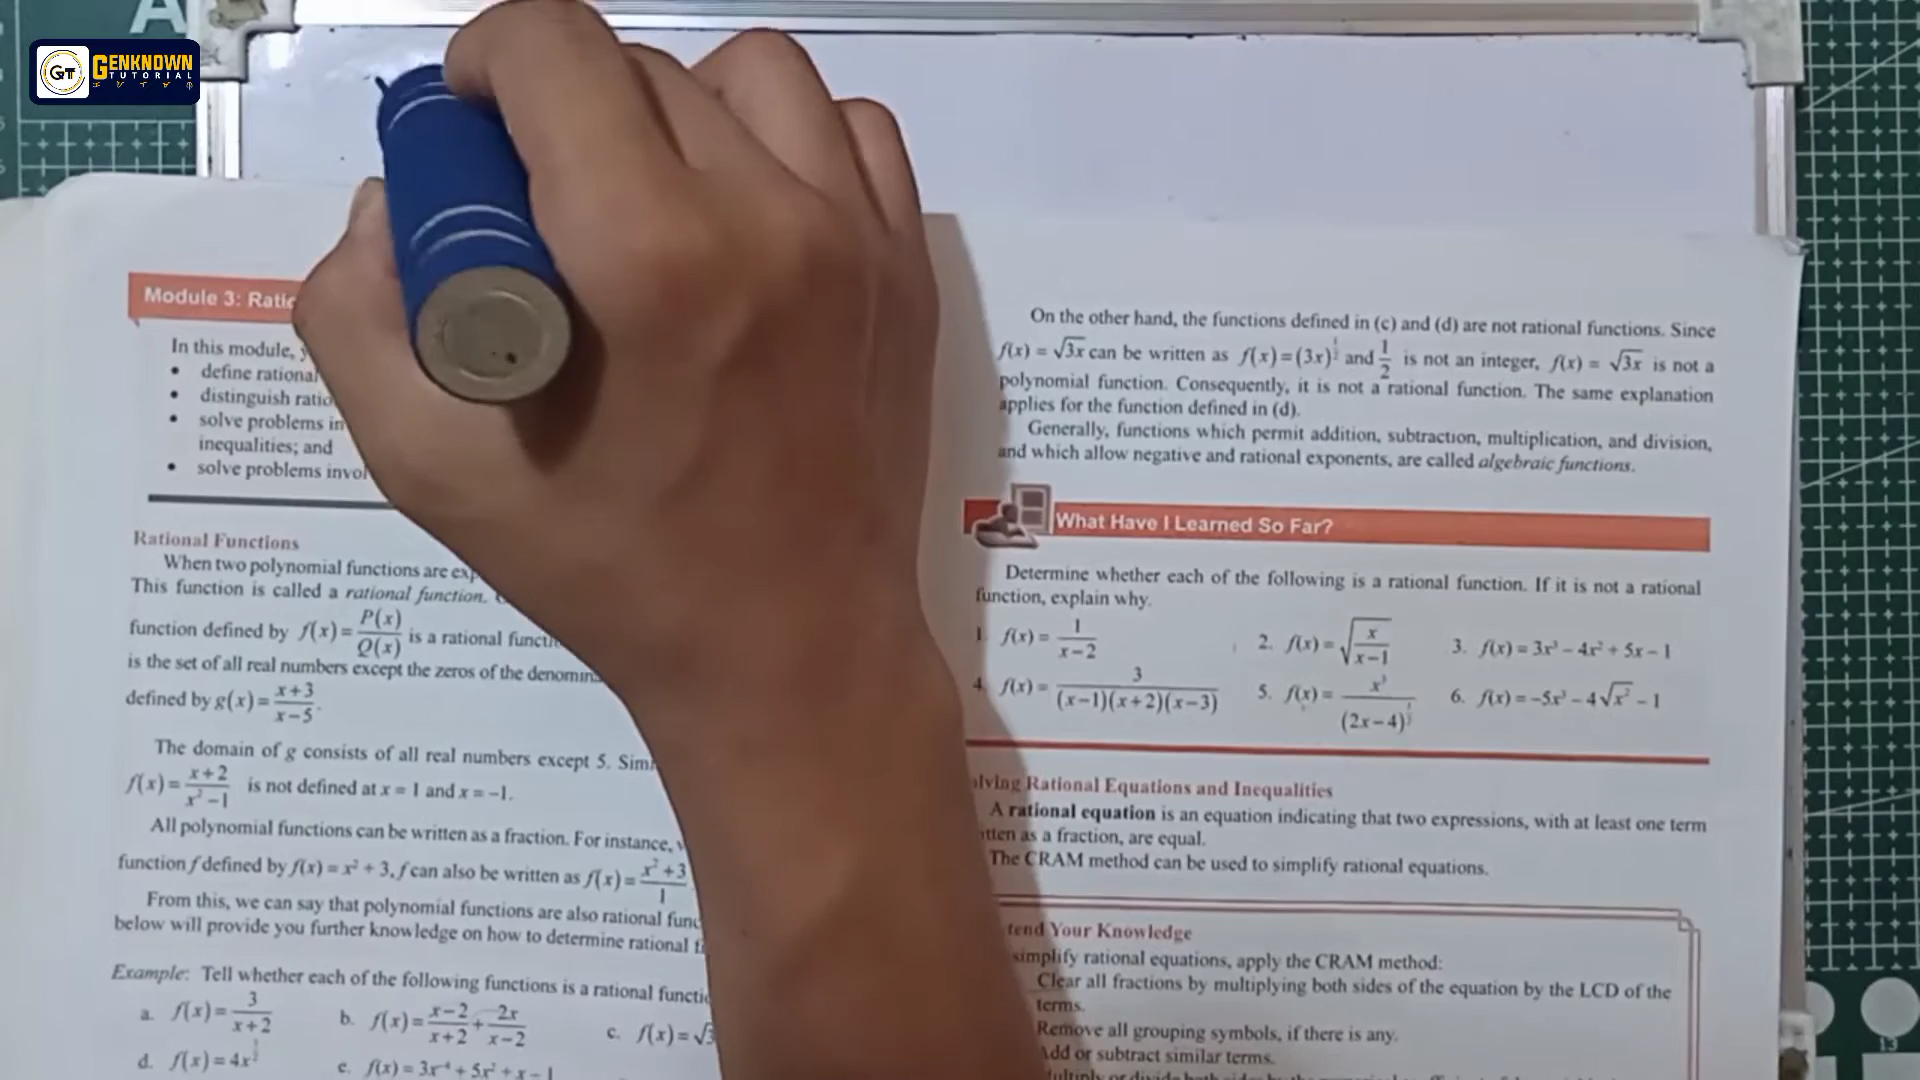 A
GT GENKNOWN
TUTORIAL
Module 3: Ratio
In this module,
• define rational
• distinguish ratio
• solve problems in
inequalities; and
• solve problems invol
Rational Functions
When two polynomial functions are exp
This function is called a rational function.
function defined by f(x) = P(x)/Q(x) is a rational functi
is the set of all real numbers except the zeros of the denomin
defined by g(x) = x+3/x−5.
The domain of g consists of all real numbers except 5. Simi
f(x) = x+2/x²−1 is not defined at x = 1 and x = −1.
All polynomial functions can be written as a fraction. For instance,
function f defined by f(x) = x² + 3, f can also be written as f(x) = x²+3/1
From this, we can say that polynomial functions are also rational func
below will provide you further knowledge on how to determine rational f
Example: Tell whether each of the following functions is a rational functi
a. f(x) = 3/x+2 b. f(x) = x−2/x+2 + 2x/x−2 c. f(x) = √3
d. f(x) = 4x^½ e. f(x) = 3x⁻⁴ + 5x² + x − 1
On the other hand, the functions defined in (c) and (d) are not rational functions. Since
f(x) = √3x can be written as f(x) = (3x)^½ and 1/2 is not an integer, f(x) = √3x is not a
polynomial function. Consequently, it is not a rational function. The same explanation
applies for the function defined in (d).
Generally, functions which permit addition, subtraction, multiplication, and division,
and which allow negative and rational exponents, are called algebraic functions.
What Have I Learned So Far?
Determine whether each of the following is a rational function. If it is not a rational
function, explain why.
1. f(x) = 1/x−2 2. f(x) = √x/x−1 3. f(x) = 3x³ − 4x² + 5x − 1
4. f(x) = 3/(x−1)(x+2)(x−3) 5. f(x) = x³/(2x−4) 6. f(x) = −5x³ − 4√x² − 1
lving Rational Equations and Inequalities
A rational equation is an equation indicating that two expressions, with at least one term
tten as a fraction, are equal.
The CRAM method can be used to simplify rational equations.
tend Your Knowledge
simplify rational equations, apply the CRAM method:
Clear all fractions by multiplying both sides of the equation by the LCD of the
terms.
Remove all grouping symbols, if there is any.
Add or subtract similar terms.
13